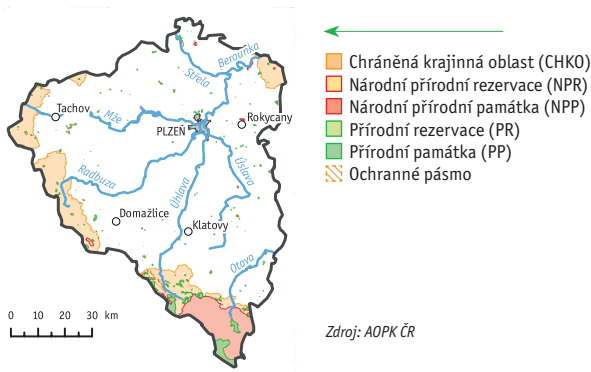 Berounka
Střela
Tachov
Mže
PLZEŇ
Rokycany
Radbuza
Úhlava
Úslava
Domažlice
Klatovy
Otava
0 10 20 30 km
Chráněná krajinná oblast (CHKO)
Národní přírodní rezervace (NPR)
Národní přírodní památka (NPP)
Přírodní rezervace (PR)
Přírodní památka (PP)
Ochranné pásmo
Zdroj: AOPK ČR